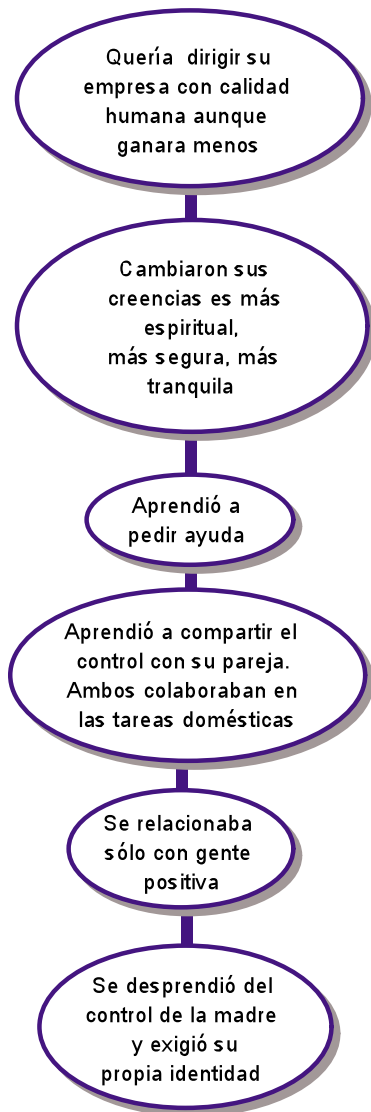 Quería dirigir su
empresa con calidad
humana aunque
ganara menos
Cambiaron sus
creencias es más
espiritual,
más segura, más
tranquila
Aprendió a
pedir ayuda
Aprendió a compartir el
control con su pareja.
Ambos colaboraban en
las tareas domésticas
Se relacionaba
sólo con gente
positiva
Se desprendió del
control de la madre
y exigió su
propia identidad